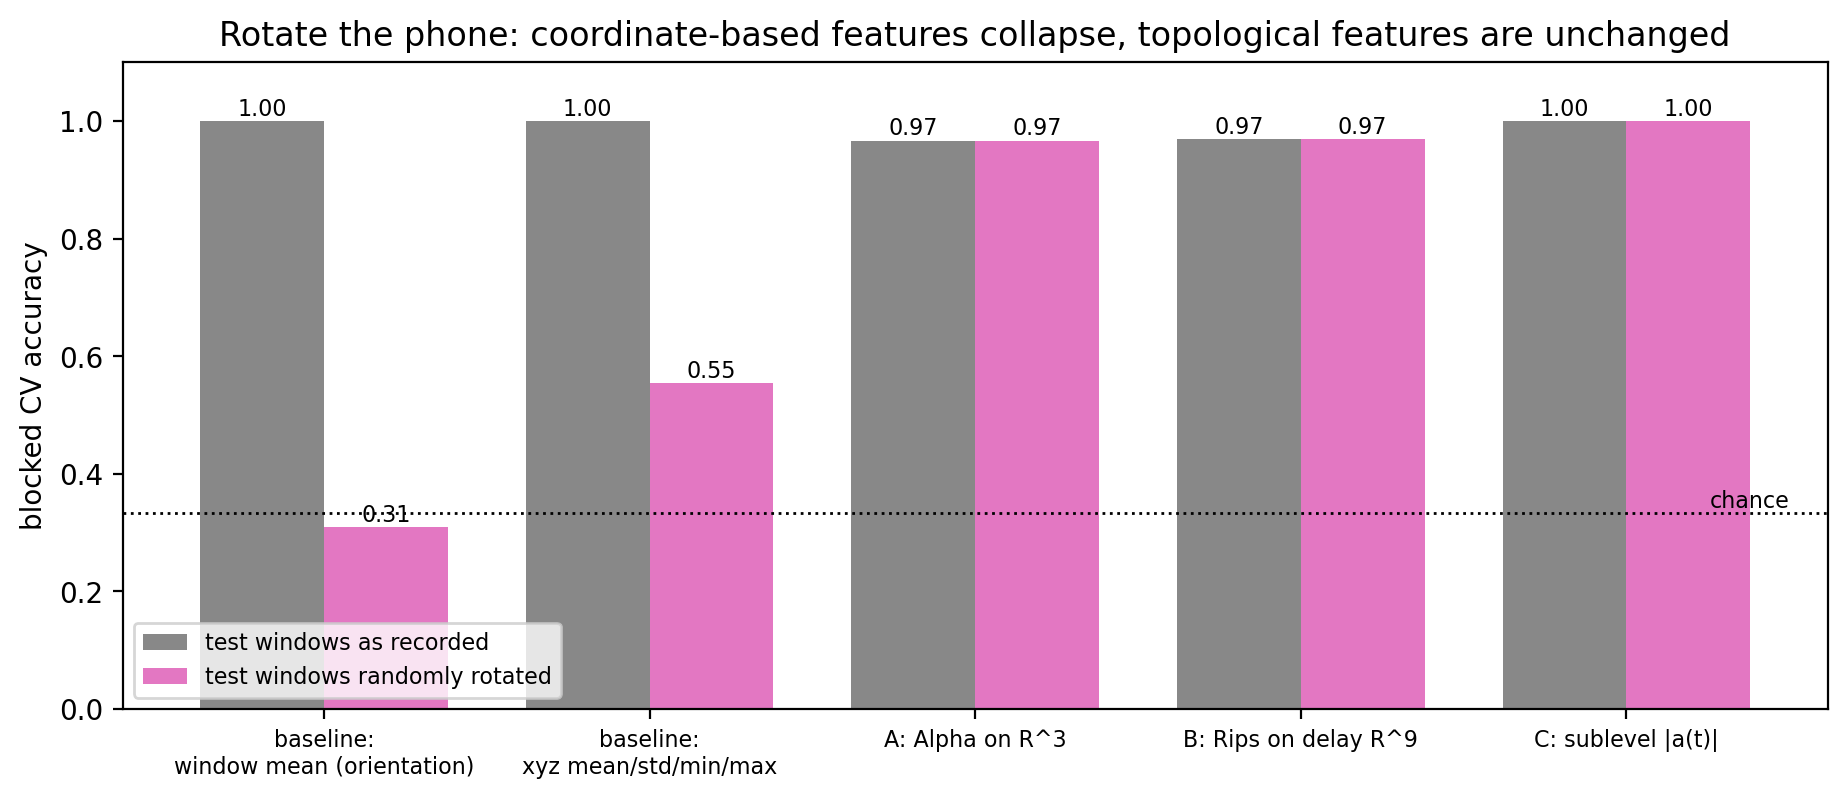 Rotate the phone: coordinate-based features collapse, topological features are unchanged
blocked CV accuracy
1.0
0.8
0.6
0.4
0.2
0.0
1.00
0.31
1.00
0.55
0.97
0.97
0.97
0.97
1.00
1.00
chance
test windows as recorded
test windows randomly rotated
baseline:
window mean (orientation)
baseline:
xyz mean/std/min/max
A: Alpha on R^3
B: Rips on delay R^9
C: sublevel |a(t)|